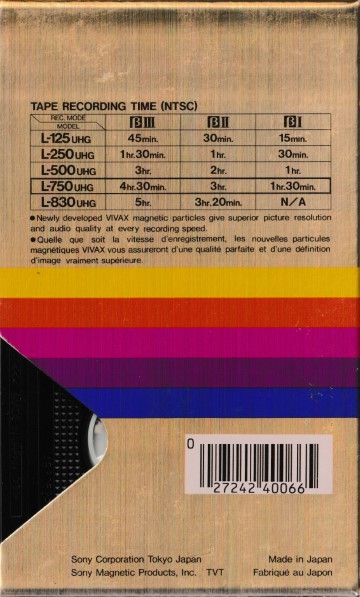 TAPE RECORDING TIME (NTSC)
REC. MODE
MODEL
βIII βII βI
L-125UHG 45min. 30min. 15min.
L-250UHG 1hr.30min. 1hr. 30min.
L-500UHG 3hr. 2hr. 1hr.
L-750UHG 4hr.30min. 3hr. 1hr.30min.
L-830UHG 5hr. 3hr.20min. N/A
●Newly developed VIVAX magnetic particles give superior picture resolution
and audio quality at every recording speed.
●Quelle que soit la vitesse d'enregistrement, les nouvelles particules
magnétiques VIVAX vous assureront d'une qualité parfaite et d'une définition
d'image vraiment supérieure.
0
27242 40066
Sony Corporation Tokyo Japan Made in Japan
Sony Magnetic Products, Inc. TVT Fabriqué au Japon